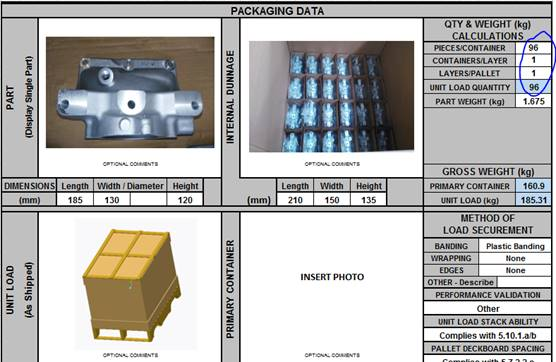 PACKAGING DATA
QTY & WEIGHT (kg)
CALCULATIONS
PIECES/CONTAINER 96
CONTAINERS/LAYER 1
LAYERS/PALLET 1
UNIT LOAD QUANTITY 96
PART WEIGHT (kg) 1.675
PART
(Display Single Part)
OPTIONAL COMMENTS
INTERNAL DUNNAGE
OPTIONAL COMMENTS
GROSS WEIGHT (kg)
PRIMARY CONTAINER 160.9
UNIT LOAD (kg) 185.31
DIMENSIONS Length Width / Diameter Height
(mm) 185 130 120
Length Width Height
(mm) 210 150 135
UNIT LOAD
(As Shipped)
OPTIONAL COMMENTS
PRIMARY CONTAINER
INSERT PHOTO
OPTIONAL COMMENTS
METHOD OF
LOAD SECUREMENT
BANDING Plastic Banding
WRAPPING None
EDGES None
OTHER - Describe
PERFORMANCE VALIDATION
Other
UNIT LOAD STACK ABILITY
Complies with 5.10.1.a/b
PALLET DECKBOARD SPACING